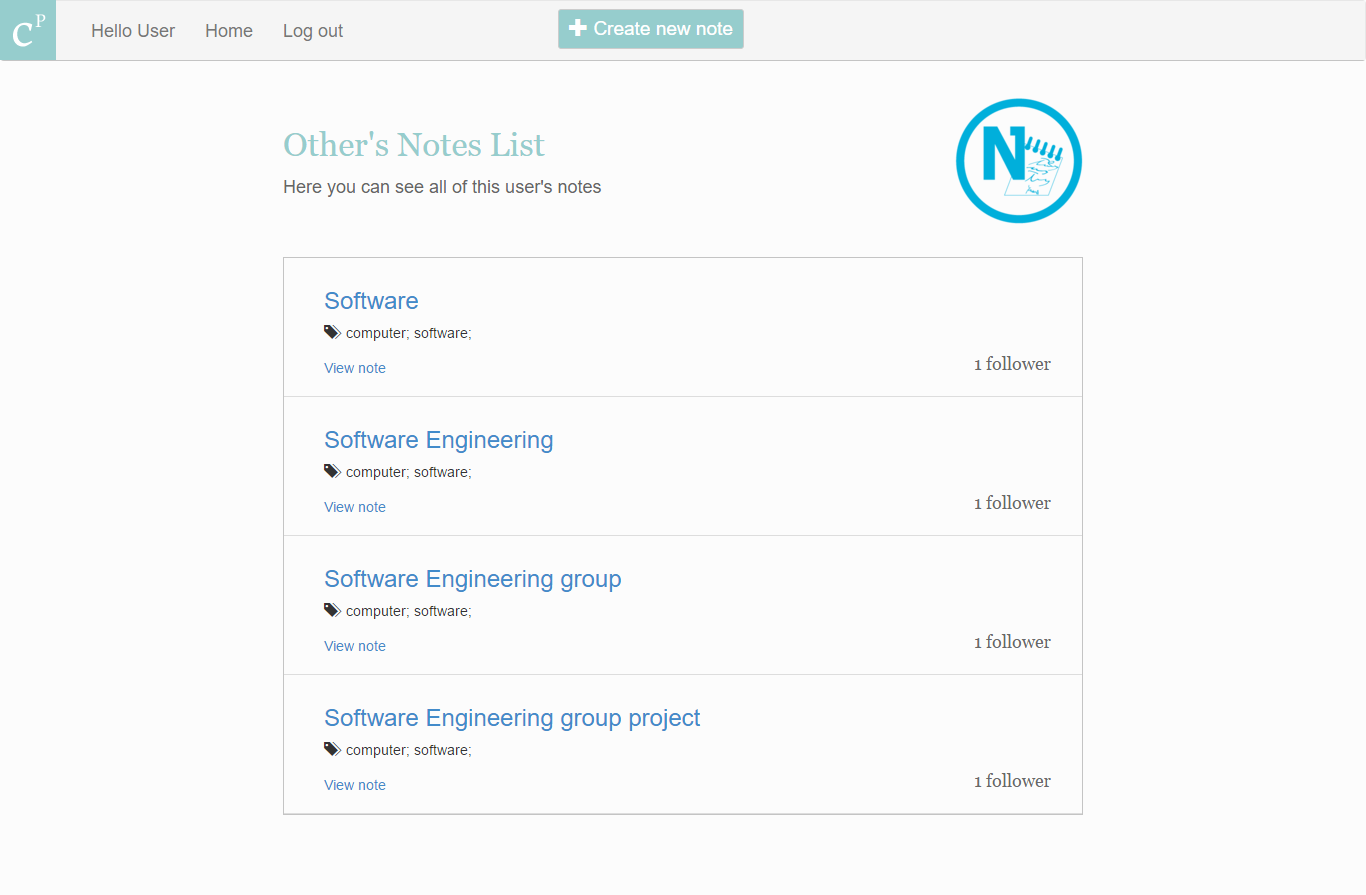 CP
Hello User
Home
Log out
Create new note
Other's Notes List
Here you can see all of this user's notes
N
Software
computer; software;
View note
1 follower
Software Engineering
computer; software;
View note
1 follower
Software Engineering group
computer; software;
View note
1 follower
Software Engineering group project
computer; software;
View note
1 follower